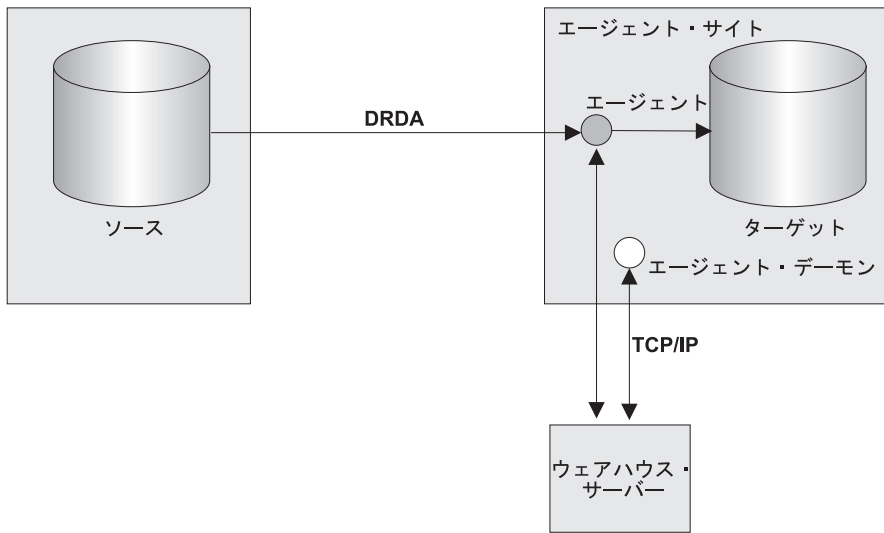 エージェント・サイト
エージェント
DRDA
ソース
ターゲット
エージェント・デーモン
TCP/IP
ウェアハウス・
サーバー